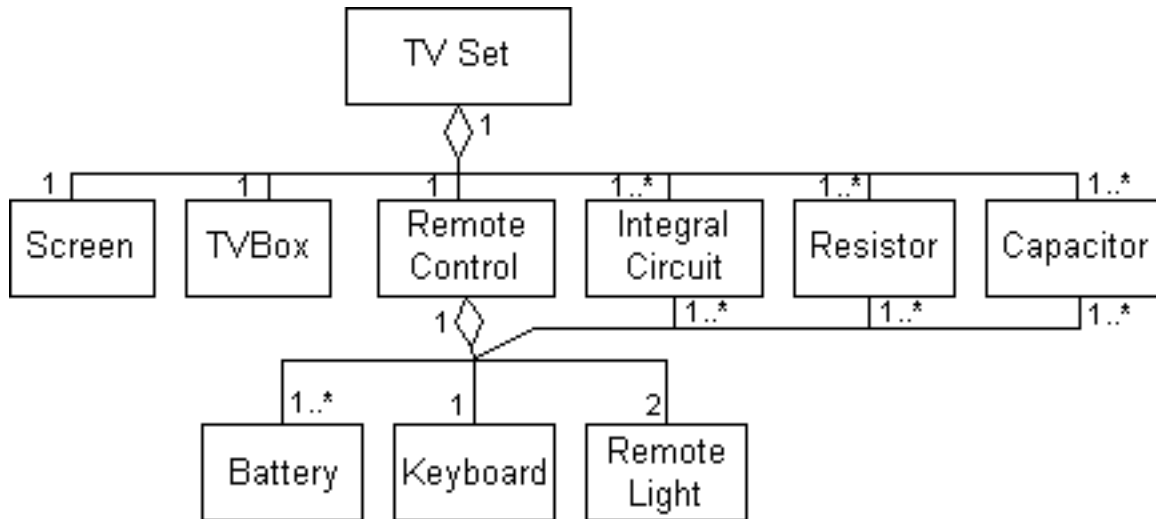 TV Set
1
1
1
1
1..*
1..*
1..*
Screen
TVBox
Remote
Control
Integral
Circuit
Resistor
Capacitor
1
1..*
1..*
1..*
1..*
1
2
Battery
Keyboard
Remote
Light